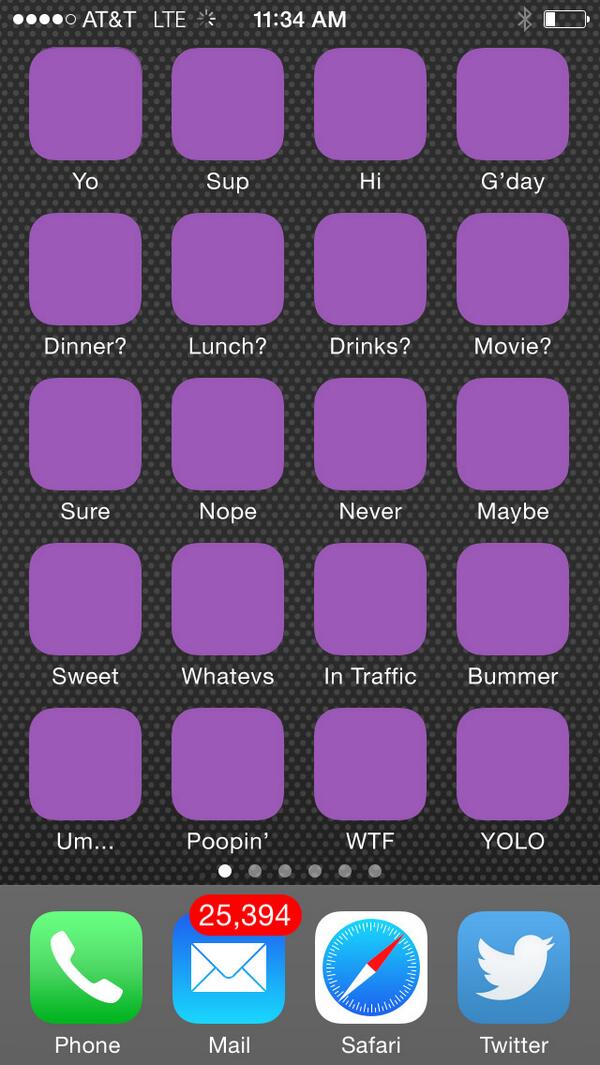 AT&T LTE 11:34 AM
Yo Sup Hi G’day
Dinner? Lunch? Drinks? Movie?
Sure Nope Never Maybe
Sweet Whatevs In Traffic Bummer
Um... Poopin’ WTF YOLO
25,394
Phone Mail Safari Twitter